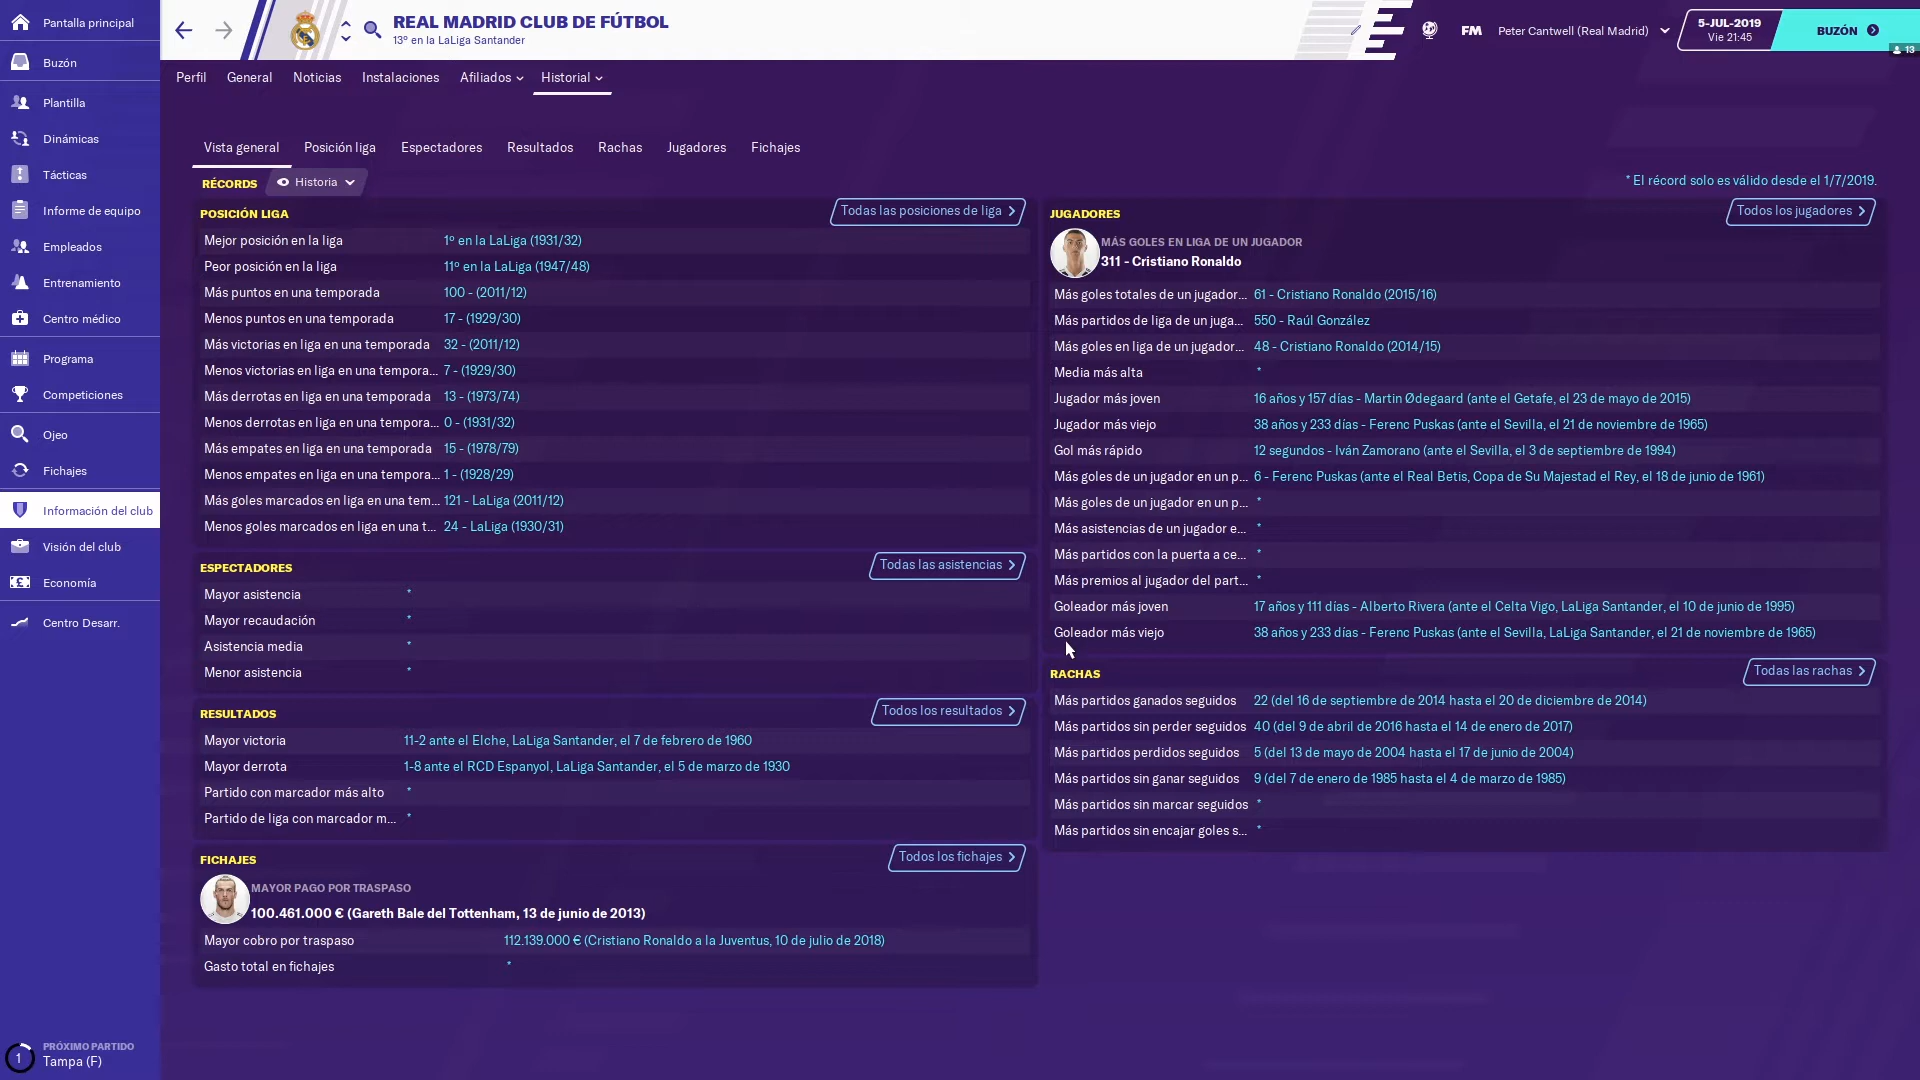 Pantalla principal
Buzón
Plantilla
Dinámicas
Tácticas
Informe de equipo
Empleados
Entrenamiento
Centro médico
Programa
Competiciones
Ojeo
Fichajes
Información del club
Visión del club
Economía
Centro Desarr.
1
PRÓXIMO PARTIDO
Tampa (F)
REAL MADRID CLUB DE FÚTBOL
13º en la LaLiga Santander
FM
Peter Cantwell (Real Madrid)
5-JUL-2019
Vie 21:45
BUZÓN
13
Perfil General Noticias Instalaciones Afiliados Historial
Vista general Posición liga Espectadores Resultados Rachas Jugadores Fichajes
RÉCORDS Historia
* El récord solo es válido desde el 1/7/2019.
POSICIÓN LIGA Todas las posiciones de liga
Mejor posición en la liga 1º en la LaLiga (1931/32)
Peor posición en la liga 11º en la LaLiga (1947/48)
Más puntos en una temporada 100 - (2011/12)
Menos puntos en una temporada 17 - (1929/30)
Más victorias en liga en una temporada 32 - (2011/12)
Menos victorias en liga en una tempora... 7 - (1929/30)
Más derrotas en liga en una temporada 13 - (1973/74)
Menos derrotas en liga en una tempora... 0 - (1931/32)
Más empates en liga en una temporada 15 - (1978/79)
Menos empates en liga en una tempora... 1 - (1928/29)
Más goles marcados en liga en una tem... 121 - LaLiga (2011/12)
Menos goles marcados en liga en una t... 24 - LaLiga (1930/31)
ESPECTADORES Todas las asistencias
Mayor asistencia *
Mayor recaudación *
Asistencia media *
Menor asistencia *
RESULTADOS Todos los resultados
Mayor victoria 11-2 ante el Elche, LaLiga Santander, el 7 de febrero de 1960
Mayor derrota 1-8 ante el RCD Espanyol, LaLiga Santander, el 5 de marzo de 1930
Partido con marcador más alto *
Partido de liga con marcador m... *
FICHAJES Todos los fichajes
MAYOR PAGO POR TRASPASO
100.461.000 € (Gareth Bale del Tottenham, 13 de junio de 2013)
Mayor cobro por traspaso 112.139.000 € (Cristiano Ronaldo a la Juventus, 10 de julio de 2018)
Gasto total en fichajes *
JUGADORES Todos los jugadores
MÁS GOLES EN LIGA DE UN JUGADOR
311 - Cristiano Ronaldo
Más goles totales de un jugador... 61 - Cristiano Ronaldo (2015/16)
Más partidos de liga de un juga... 550 - Raúl González
Más goles en liga de un jugador... 48 - Cristiano Ronaldo (2014/15)
Media más alta *
Jugador más joven 16 años y 157 días - Martin Ødegaard (ante el Getafe, el 23 de mayo de 2015)
Jugador más viejo 38 años y 233 días - Ferenc Puskas (ante el Sevilla, el 21 de noviembre de 1965)
Gol más rápido 12 segundos - Iván Zamorano (ante el Sevilla, el 3 de septiembre de 1994)
Más goles de un jugador en un p... 6 - Ferenc Puskas (ante el Real Betis, Copa de Su Majestad el Rey, el 18 de junio de 1961)
Más goles de un jugador en un p... *
Más asistencias de un jugador e... *
Más partidos con la puerta a ce... *
Más premios al jugador del part... *
Goleador más joven 17 años y 111 días - Alberto Rivera (ante el Celta Vigo, LaLiga Santander, el 10 de junio de 1995)
Goleador más viejo 38 años y 233 días - Ferenc Puskas (ante el Sevilla, LaLiga Santander, el 21 de noviembre de 1965)
RACHAS Todas las rachas
Más partidos ganados seguidos 22 (del 16 de septiembre de 2014 hasta el 20 de diciembre de 2014)
Más partidos sin perder seguidos 40 (del 9 de abril de 2016 hasta el 14 de enero de 2017)
Más partidos perdidos seguidos 5 (del 13 de mayo de 2004 hasta el 17 de junio de 2004)
Más partidos sin ganar seguidos 9 (del 7 de enero de 1985 hasta el 4 de marzo de 1985)
Más partidos sin marcar seguidos *
Más partidos sin encajar goles s... *